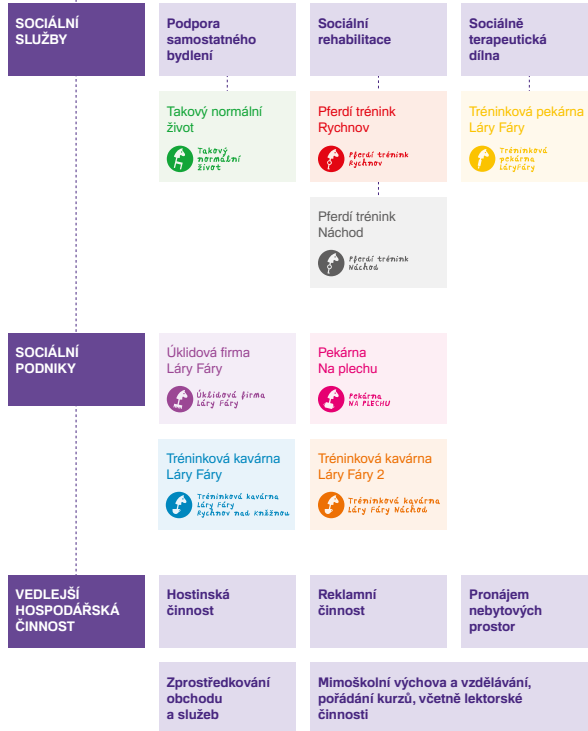 SOCIÁLNÍ
SLUŽBY
Podpora
samostatného
bydlení
Sociální
rehabilitace
Sociálně
terapeutická
dílna
Takový normální
život
Takový
normální
život
Pferdí trénink
Rychnov
Pferdí trénink
Rychnov
Tréninková pekárna
Láry Fáry
Tréninková
pekárna
láryFáry
Pferdí trénink
Náchod
Pferdí trénink
Náchod
SOCIÁLNÍ
PODNIKY
Úklidová firma
Láry Fáry
Úklidová firma
Láry Fáry
Pekárna
Na plechu
Pekárna
NA PLECHU
Tréninková kavárna
Láry Fáry
Tréninková kavárna
Láry Fáry
Rychnov nad Kněžnou
Tréninková kavárna
Láry Fáry 2
Tréninková kavárna
Láry Fáry Náchod
VEDLEJŠÍ
HOSPODÁŘSKÁ
ČINNOST
Hostinská
činnost
Reklamní
činnost
Pronájem
nebytových
prostor
Zprostředkování
obchodu
a služeb
Mimoškolní výchova a vzdělávání,
pořádání kurzů, včetně lektorské
činnosti